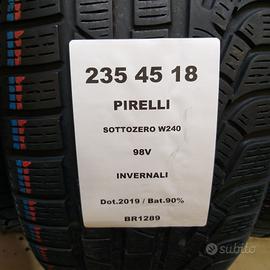 235 45 18
PIRELLI
SOTTOZERO W240
98V
INVERNALI
Dot.2019 / Bat.90%
BR1289
subito